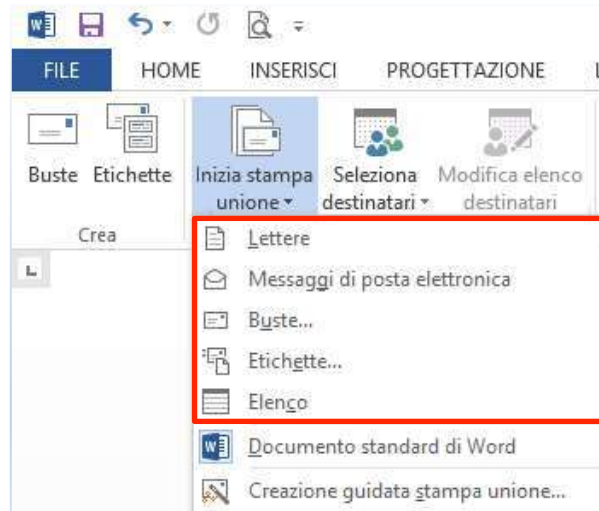 FILE HOME INSERISCI PROGETTAZIONE
Buste Etichette Inizia stampa unione Seleziona destinatari Modifica elenco destinatari
Crea
Lettere
Messaggi di posta elettronica
Buste...
Etichette...
Elenco
Documento standard di Word
Creazione guidata stampa unione...